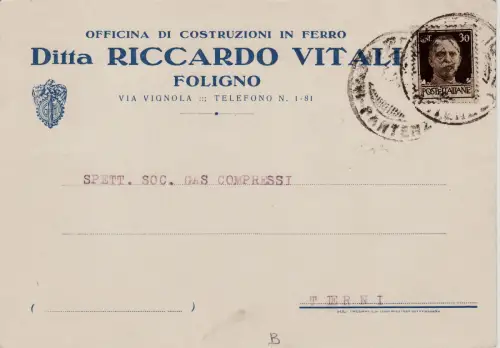 OFFICINA DI COSTRUZIONI IN FERRO
Ditta RICCARDO VITALI
FOLIGNO
VIA VIGNOLA ::: TELEFONO N. 1-81
CENT. 30
POSTE ITALIANE
SPETT. SOC. GAS COMPRESSI
TERNI
( )
B